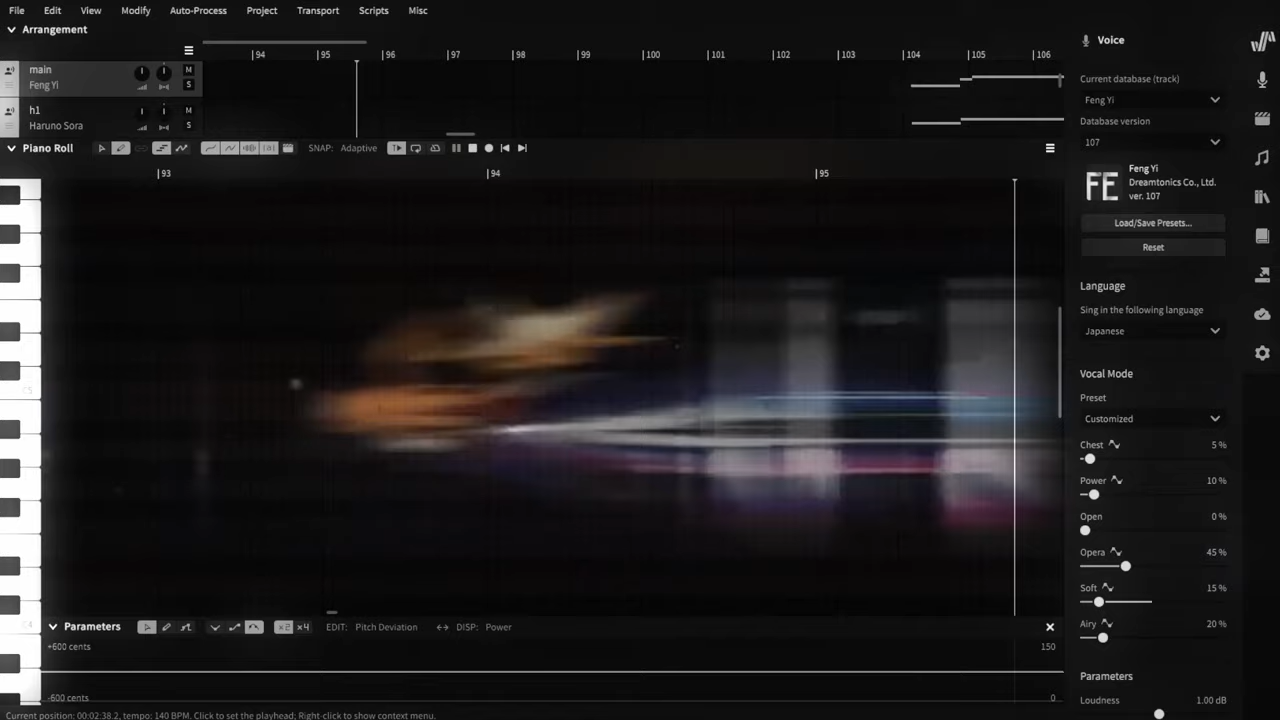 File Edit View Modify Auto-Process Project Transport Scripts Misc
Arrangement
94 95 96 97 98 99 100 101 102 103 104 105 106
main M
Feng Yi S
h1 M
Haruno Sora S
Piano Roll SNAP: Adaptive
93 94 95
C5
C4
Parameters x2 x4 EDIT: Pitch Deviation DISP: Power
+600 cents 150
-600 cents 0
Current position: 00:02:38.2, tempo: 140 BPM. Click to set the playhead; Right-click to show context menu.
Voice
Current database (track)
Feng Yi
Database version
107
FE
Feng Yi
Dreamtonics Co., Ltd.
ver. 107
Load/Save Presets...
Reset
Language
Sing in the following language
Japanese
Vocal Mode
Preset
Customized
Chest 5 %
Power 10 %
Open 0 %
Opera 45 %
Soft 15 %
Airy 20 %
Parameters
Loudness 1.00 dB